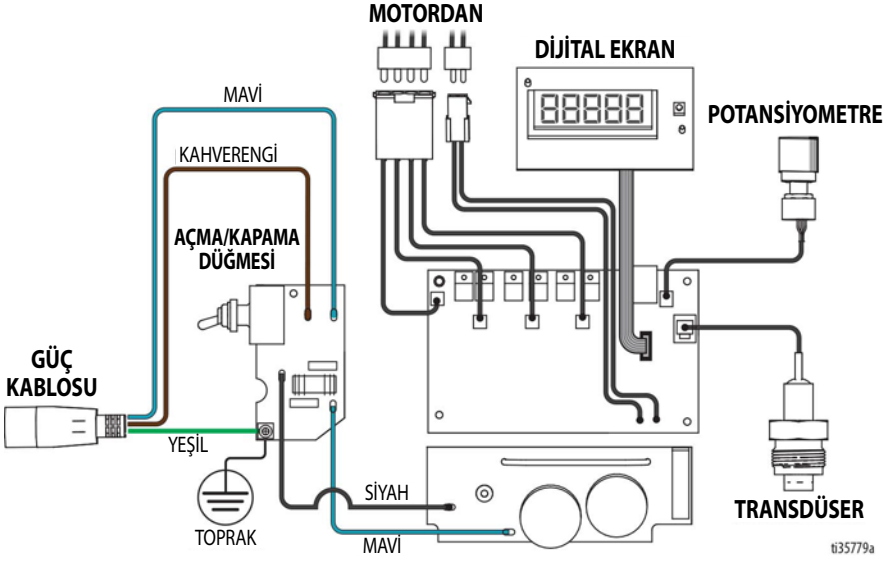 MOTORDAN
DİJİTAL EKRAN
88888
POTANSİYOMETRE
MAVİ
KAHVERENGİ
AÇMA/KAPAMA
DÜĞMESİ
GÜÇ
KABLOSU
YEŞİL
TOPRAK
SİYAH
MAVİ
TRANSDÜSER
ti35779a